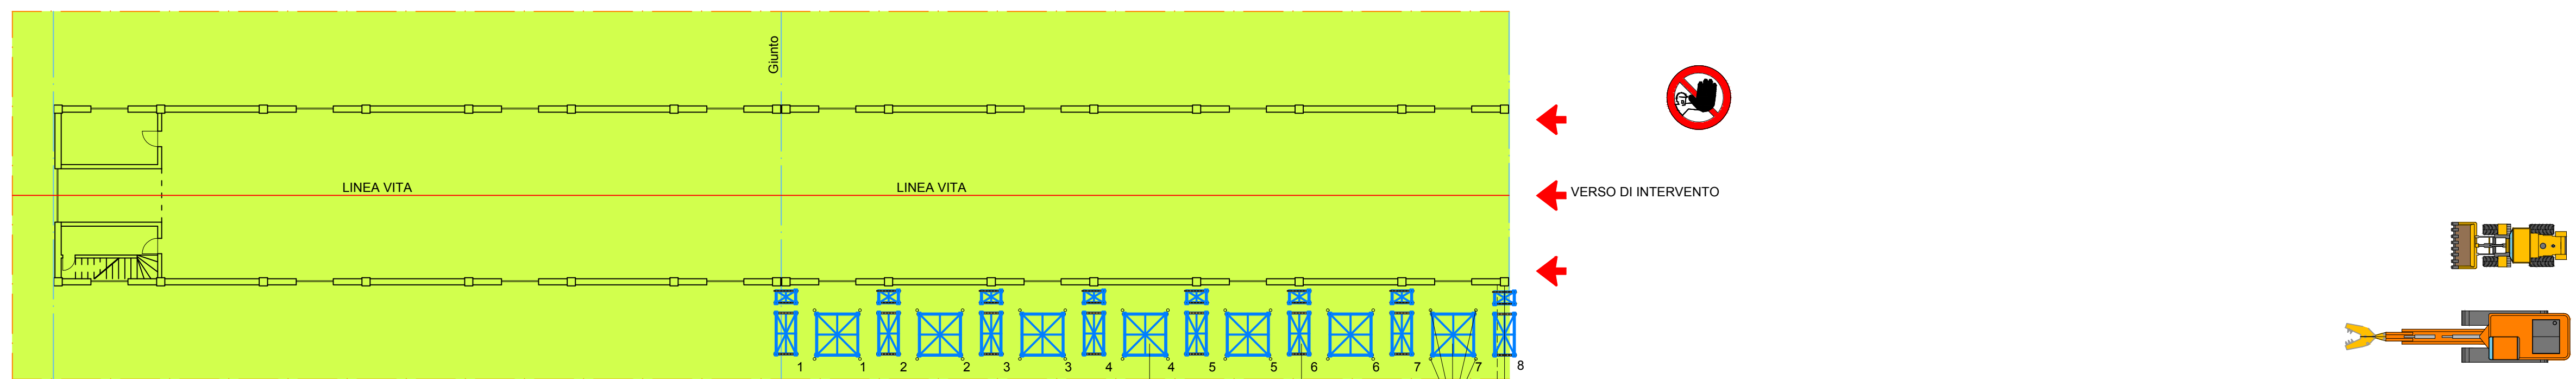 Giunto
LINEA VITA LINEA VITA VERSO DI INTERVENTO
1 1 2 2 3 3 4 4 5 5 6 6 7 7 8